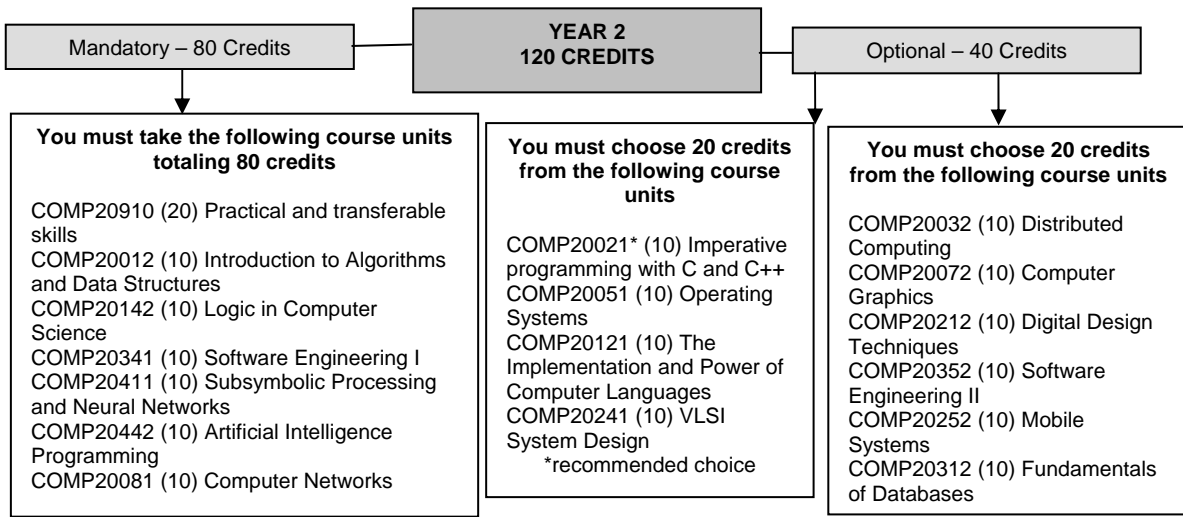 YEAR 2
120 CREDITS
Mandatory – 80 Credits
Optional – 40 Credits
You must take the following course units
totaling 80 credits
COMP20910 (20) Practical and transferable
skills
COMP20012 (10) Introduction to Algorithms
and Data Structures
COMP20142 (10) Logic in Computer
Science
COMP20341 (10) Software Engineering I
COMP20411 (10) Subsymbolic Processing
and Neural Networks
COMP20442 (10) Artificial Intelligence
Programming
COMP20081 (10) Computer Networks
You must choose 20 credits
from the following course
units
COMP20021* (10) Imperative
programming with C and C++
COMP20051 (10) Operating
Systems
COMP20121 (10) The
Implementation and Power of
Computer Languages
COMP20241 (10) VLSI
System Design
*recommended choice
You must choose 20 credits
from the following course units
COMP20032 (10) Distributed
Computing
COMP20072 (10) Computer
Graphics
COMP20212 (10) Digital Design
Techniques
COMP20352 (10) Software
Engineering II
COMP20252 (10) Mobile
Systems
COMP20312 (10) Fundamentals
of Databases